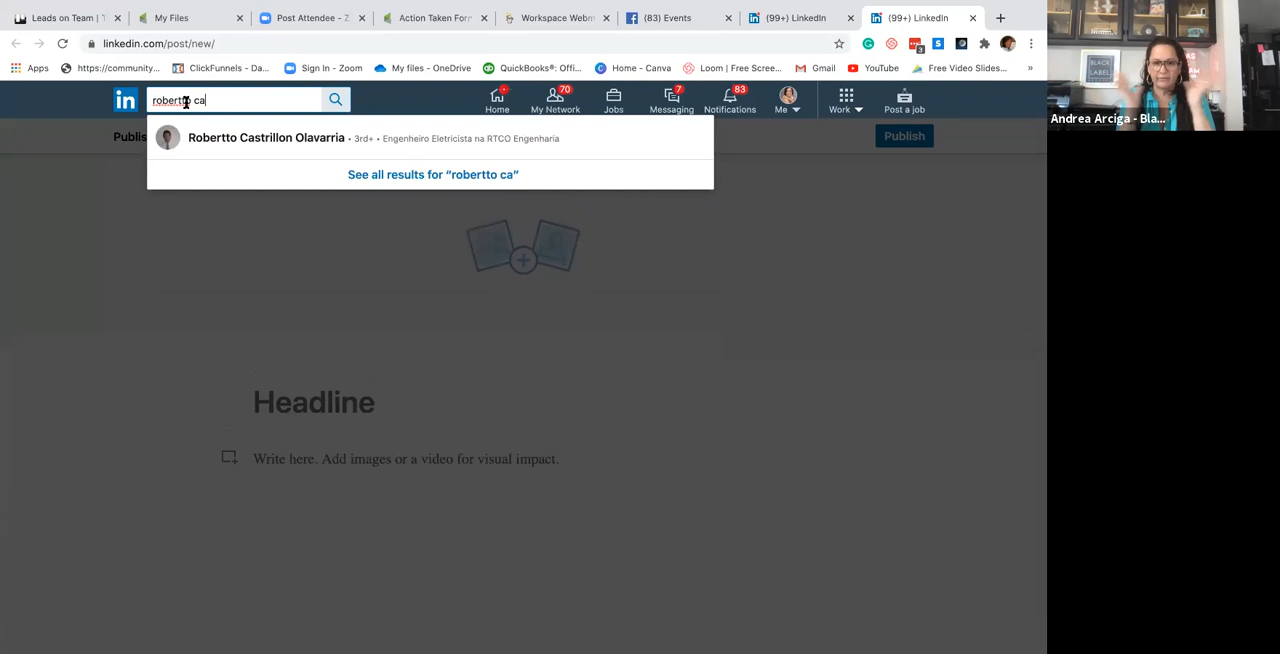 Leads on Team | T
My Files
Post Attendee - Z
Action Taken Forr
Workspace Webm
(83) Events
(99+) LinkedIn
(99+) LinkedIn
linkedin.com/post/new/
Apps
https://community...
ClickFunnels - Da...
Sign In - Zoom
My files - OneDrive
QuickBooks®: Offi...
Home - Canva
Loom | Free Scree...
Gmail
YouTube
Free Video Slides...
»
in
robertto ca
Home
70
My Network
Jobs
7
Messaging
83
Notifications
Me
Work
Post a job
Publis
Publish
Robertto Castrillon Olavarria • 3rd+ • Engenheiro Eletricista na RTCO Engenharia
See all results for “robertto ca”
Headline
Write here. Add images or a video for visual impact.
BLACK
LABEL
Andrea Arciga - Bla...